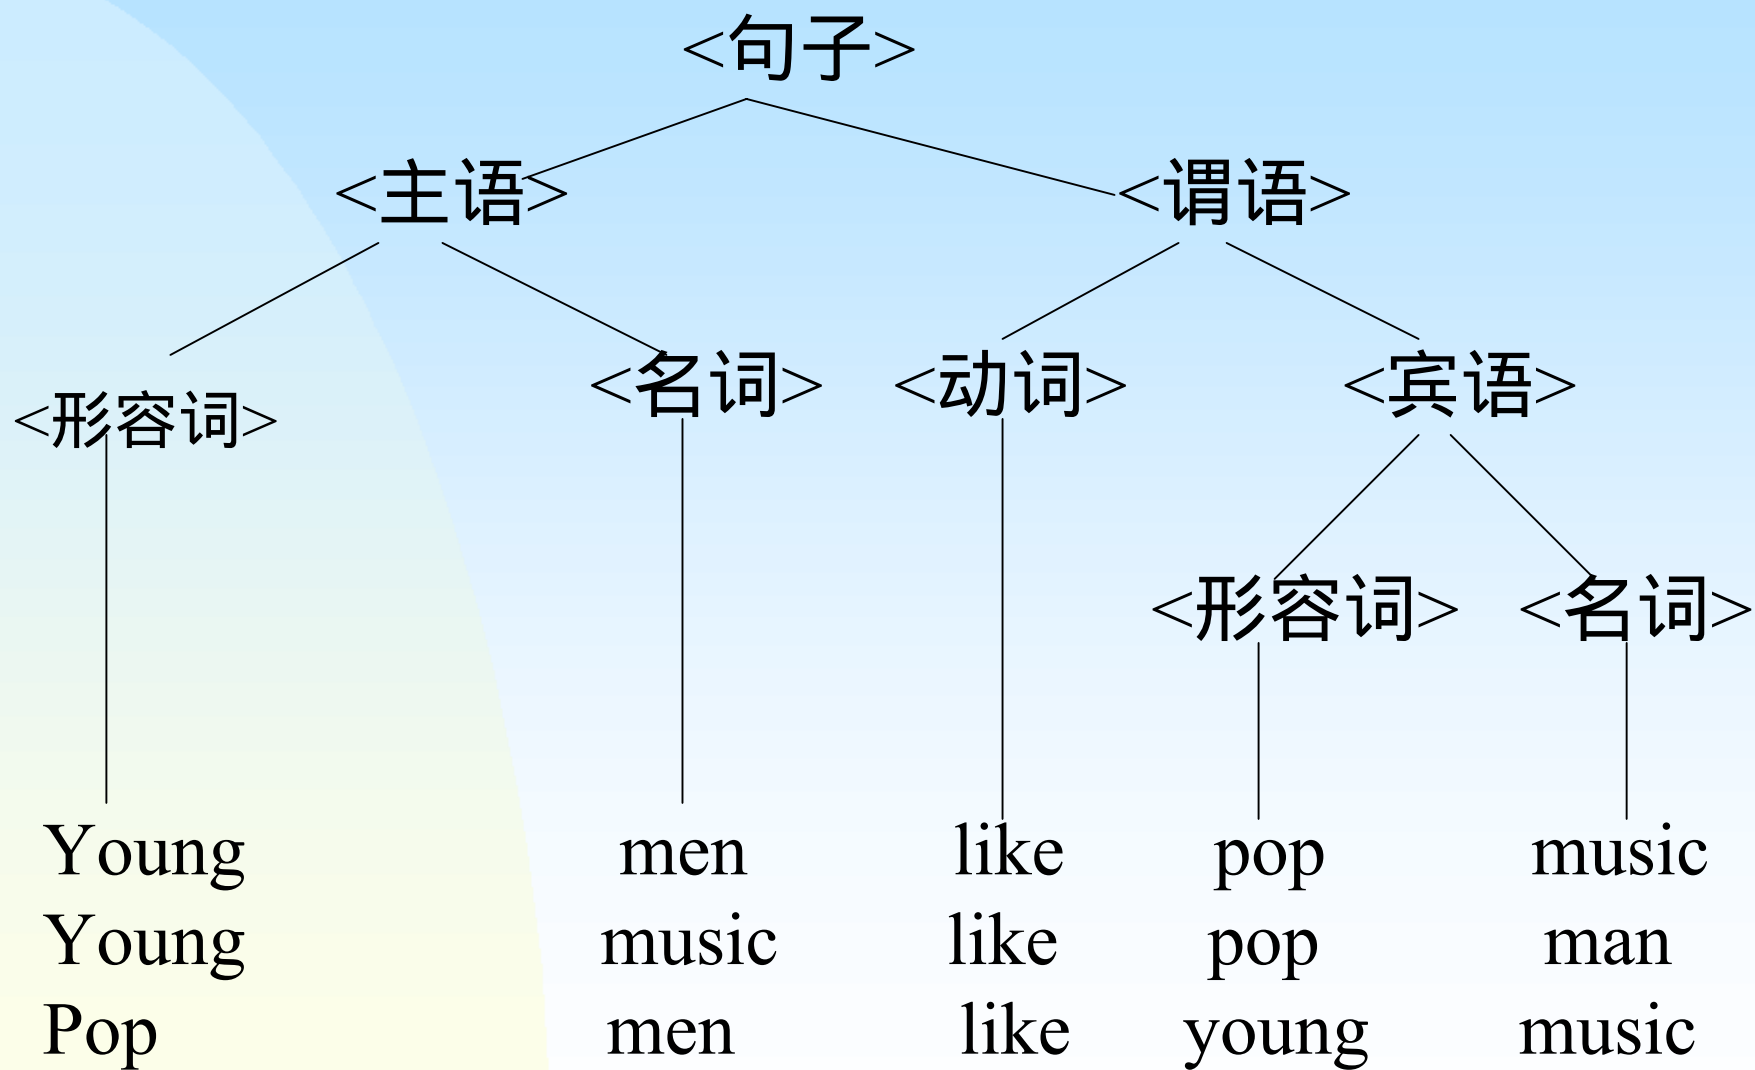 <句子>
<主语> <谓语>
<名词> <动词> <宾语>
<形容词>
<形容词> <名词>
Young men like pop music
Young music like pop man
Pop men like young music